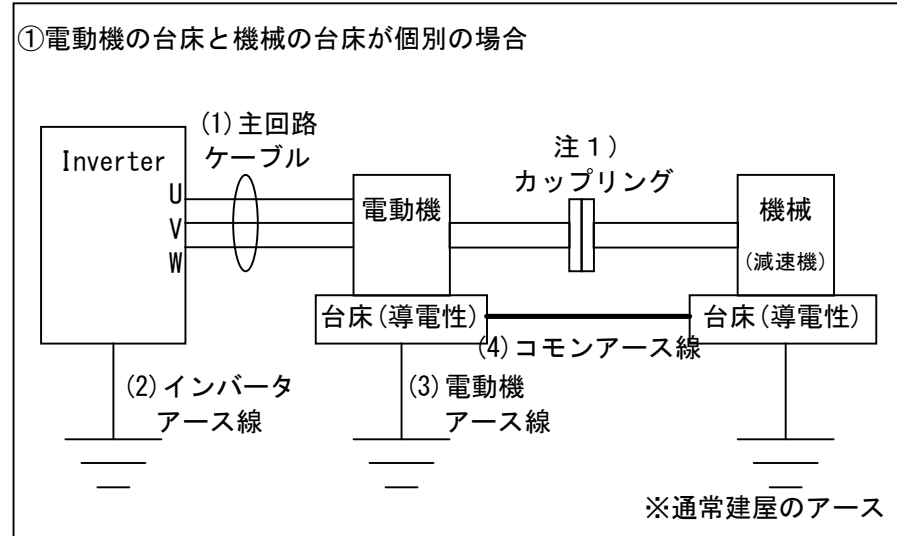 ①電動機の台床と機械の台床が個別の場合
(1)主回路
ケーブル
Inverter
U
V
W
電動機
注１)
カップリング
機械
(減速機)
台床(導電性)
台床(導電性)
(4)コモンアース線
(2)インバータ
アース線
(3)電動機
アース線
※通常建屋のアース